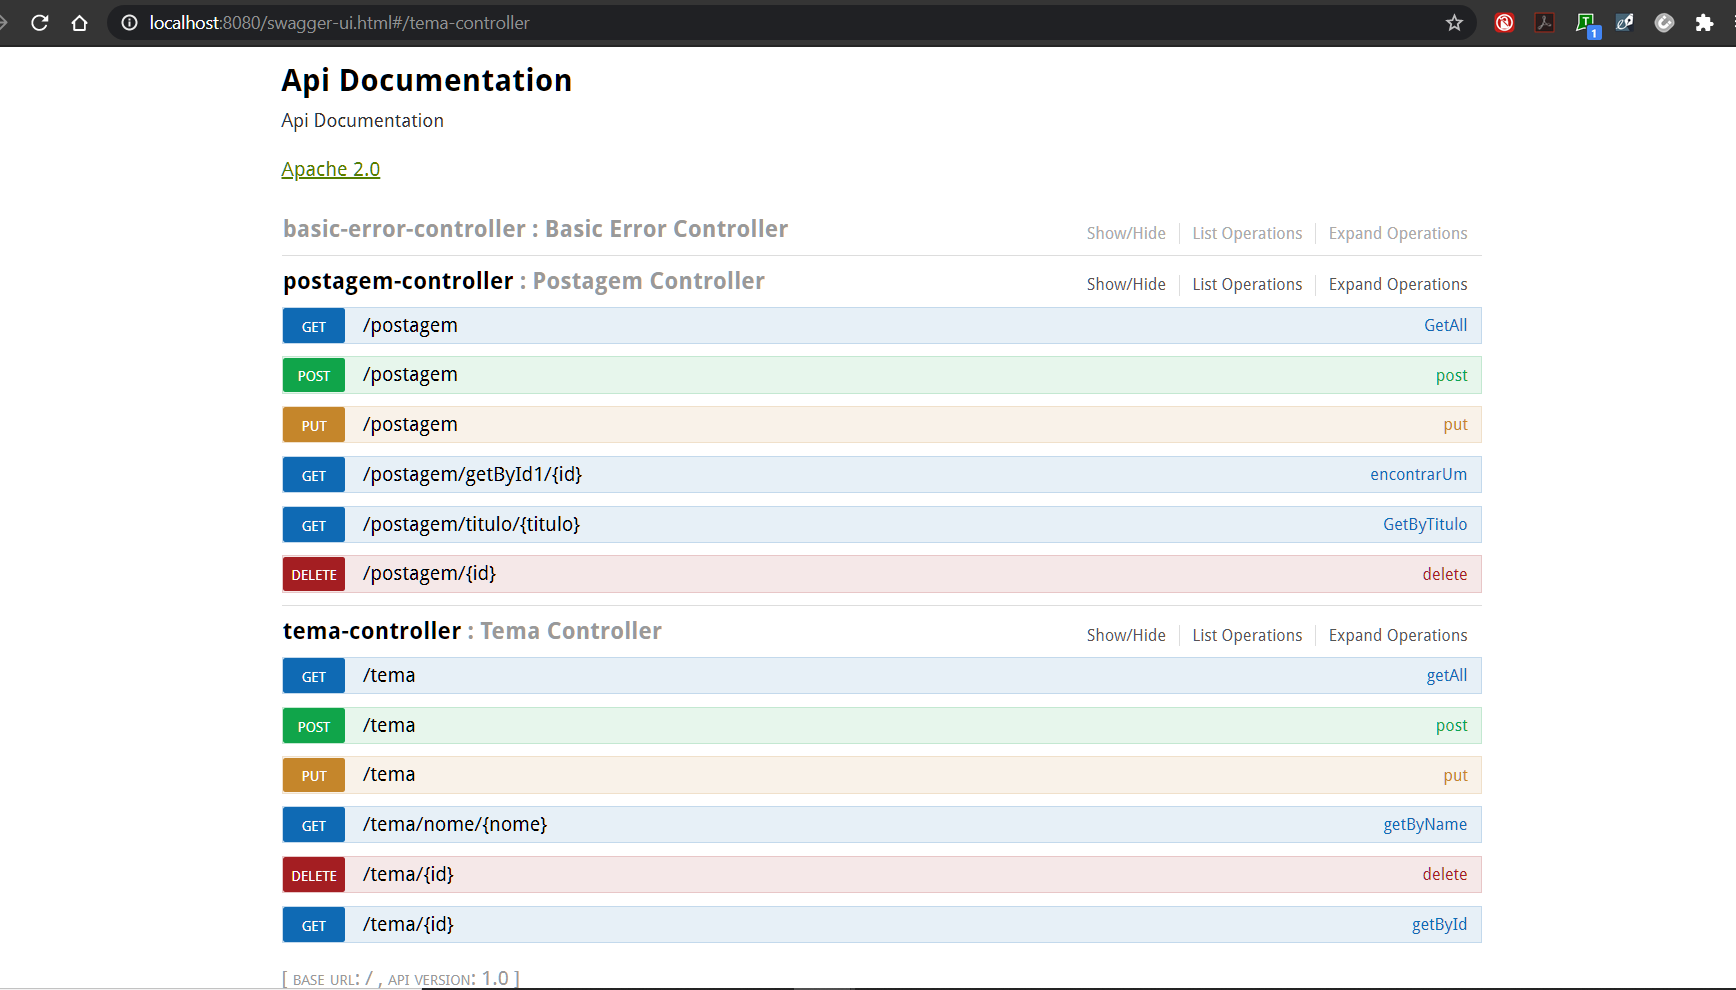 localhost:8080/swagger-ui.html#/tema-controller
1
Api Documentation
Api Documentation
Apache 2.0
basic-error-controller : Basic Error Controller Show/Hide List Operations Expand Operations
postagem-controller : Postagem Controller Show/Hide List Operations Expand Operations
GET /postagem GetAll
POST /postagem post
PUT /postagem put
GET /postagem/getById1/{id} encontrarUm
GET /postagem/titulo/{titulo} GetByTitulo
DELETE /postagem/{id} delete
tema-controller : Tema Controller Show/Hide List Operations Expand Operations
GET /tema getAll
POST /tema post
PUT /tema put
GET /tema/nome/{nome} getByName
DELETE /tema/{id} delete
GET /tema/{id} getById
[ BASE URL: / , API VERSION: 1.0 ]